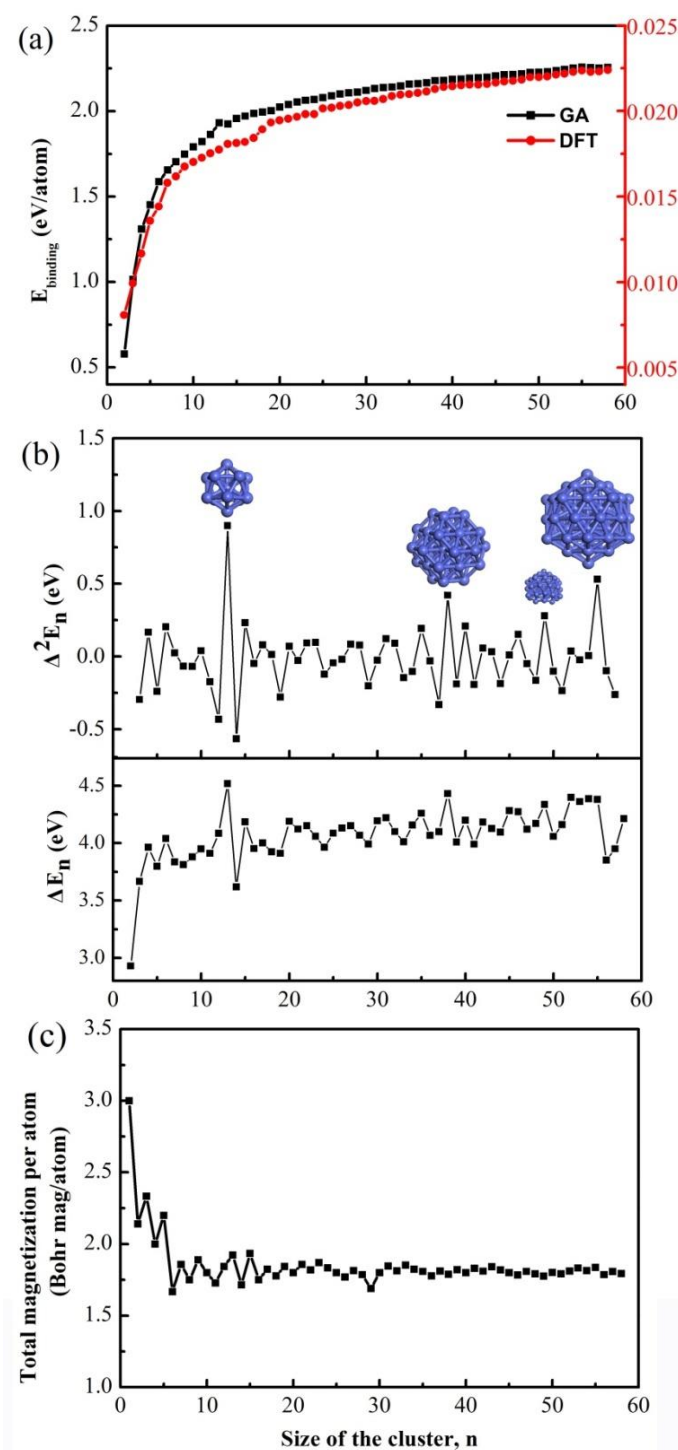 (a)
2.5
2.0
1.5
1.0
0.5
E binding (eV/atom)
0.025
0.020
0.015
0.010
0.005
GA
DFT
0 10 20 30 40 50 60
(b)
1.5
1.0
0.5
0.0
-0.5
Δ²Eₙ (eV)
4.5
4.0
3.5
3.0
ΔEₙ (eV)
0 10 20 30 40 50 60
(c)
3.5
3.0
2.5
2.0
1.5
1.0
Total magnetization per atom
(Bohr mag/atom)
0 10 20 30 40 50 60
Size of the cluster, n